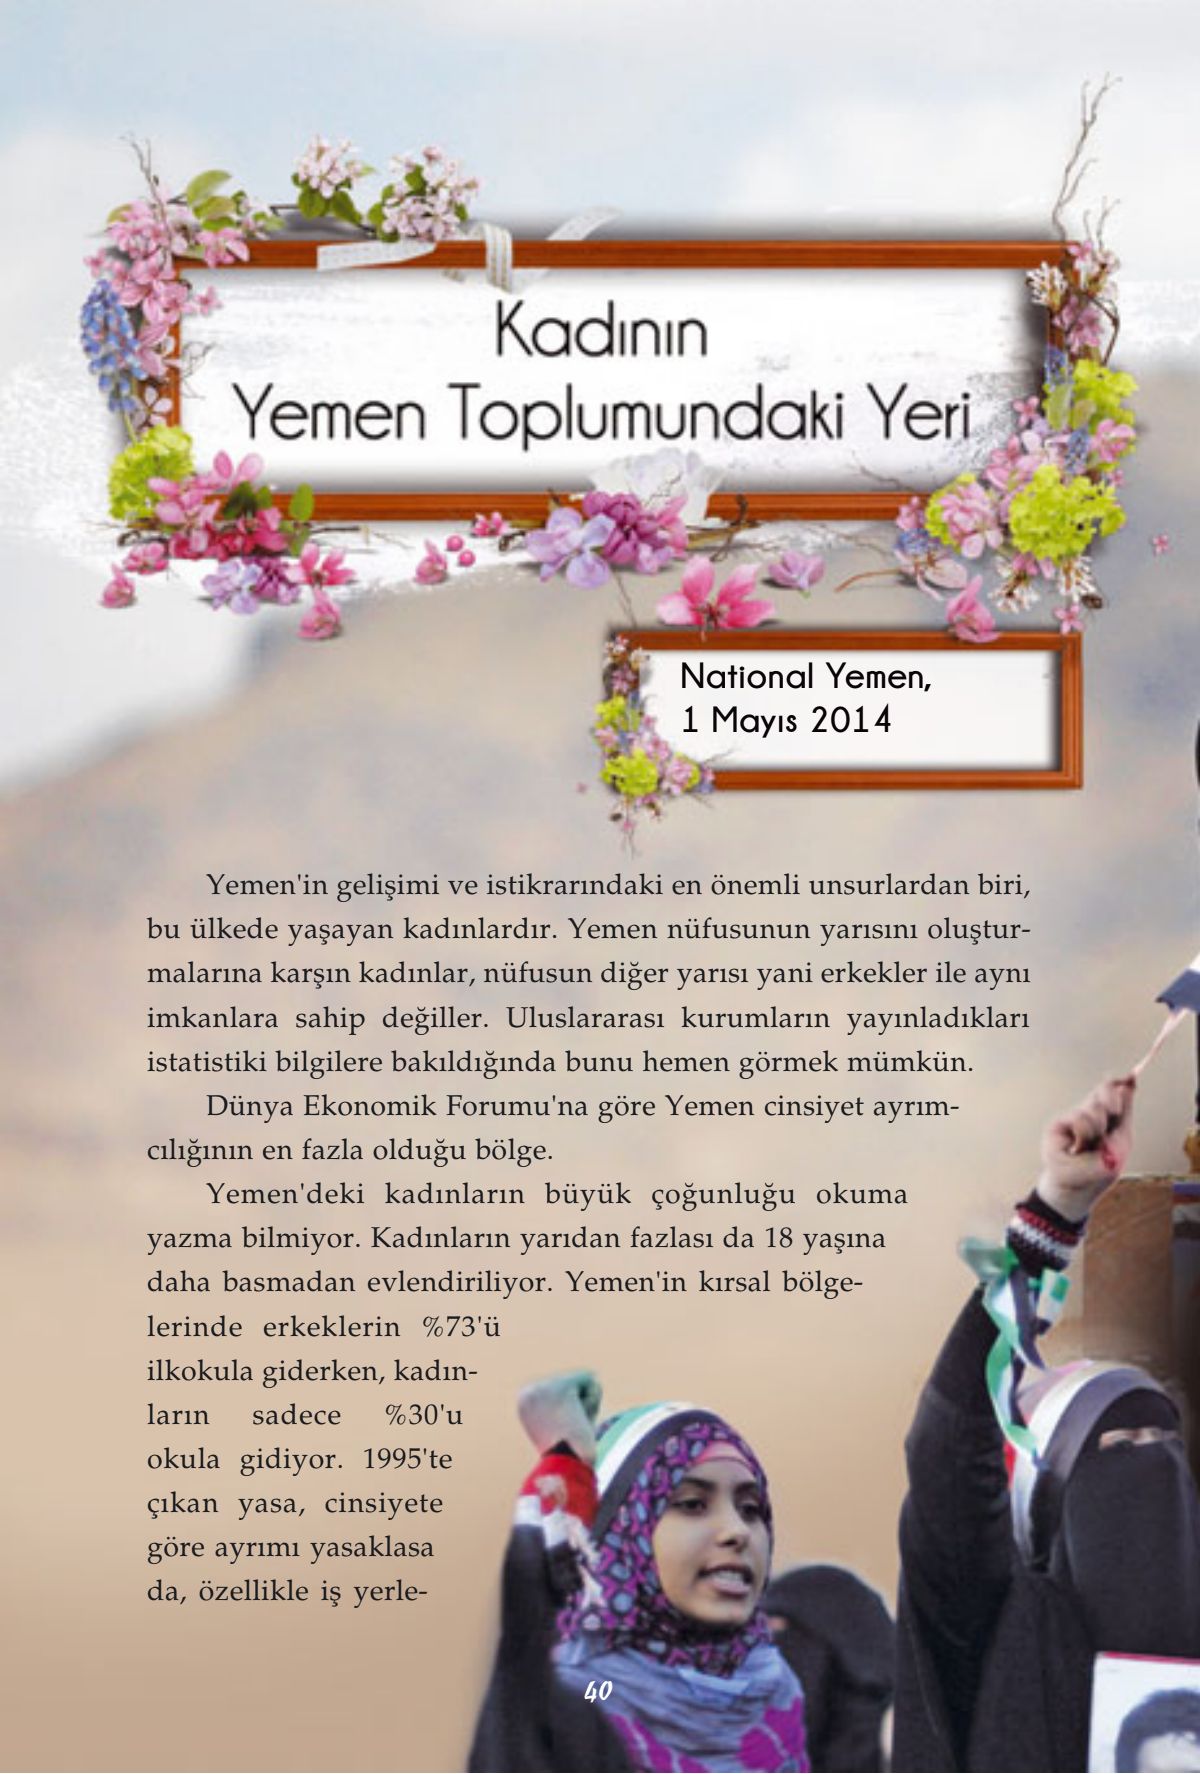 Kadının
Yemen Toplumundaki Yeri
National Yemen,
1 Mayıs 2014
Yemen'in gelişimi ve istikrarındaki en önemli unsurlardan biri,
bu ülkede yaşayan kadınlardır. Yemen nüfusunun yarısını oluştur-
malarına karşın kadınlar, nüfusun diğer yarısı yani erkekler ile aynı
imkanlara sahip değiller. Uluslararası kurumların yayınladıkları
istatistiki bilgilere bakıldığında bunu hemen görmek mümkün.
Dünya Ekonomik Forumu'na göre Yemen cinsiyet ayrım-
cılığının en fazla olduğu bölge.
Yemen'deki kadınların büyük çoğunluğu okuma
yazma bilmiyor. Kadınların yarıdan fazlası da 18 yaşına
daha basmadan evlendiriliyor. Yemen'in kırsal bölge-
lerinde erkeklerin %73'ü
ilkokula giderken, kadın-
ların sadece %30'u
okula gidiyor. 1995'te
çıkan yasa, cinsiyete
göre ayrımı yasaklasa
da, özellikle iş yerle-
40